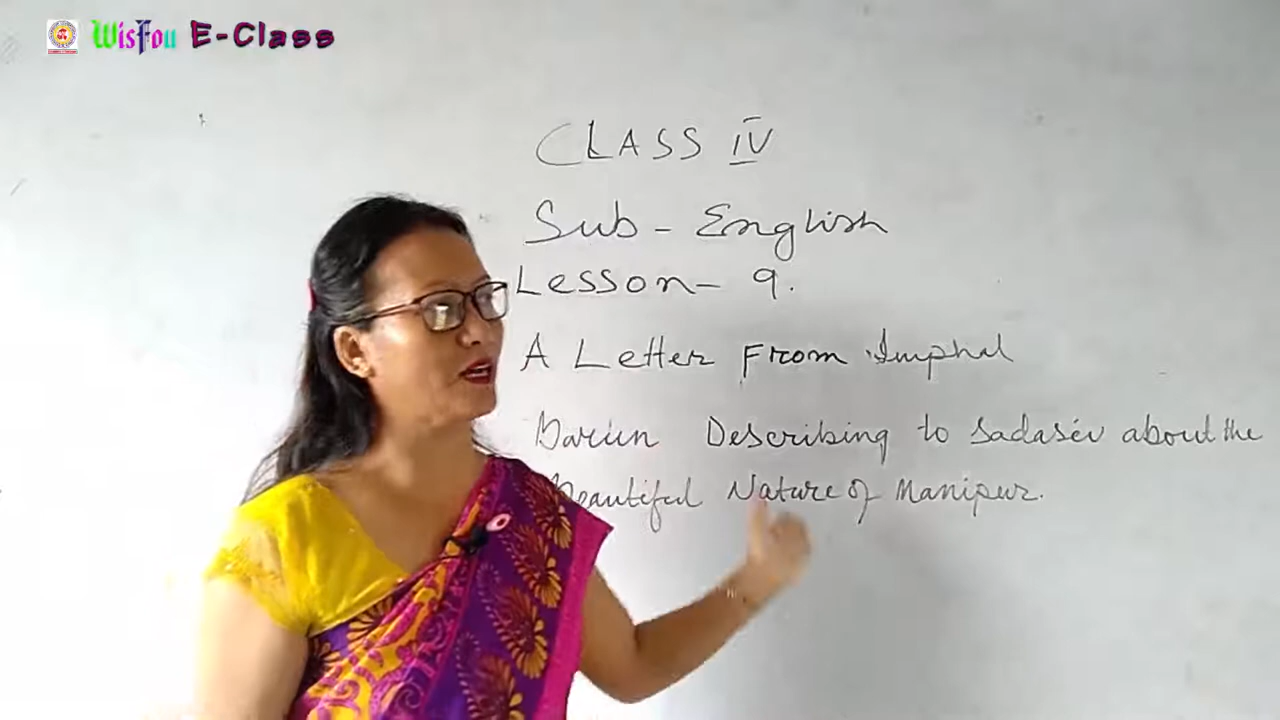 WisFou E-Class
CLASS IV
Sub - English
Lesson - 9.
A Letter From Imphal
Barun Describing to Sadasiv about the
Beautiful Nature of Manipur.